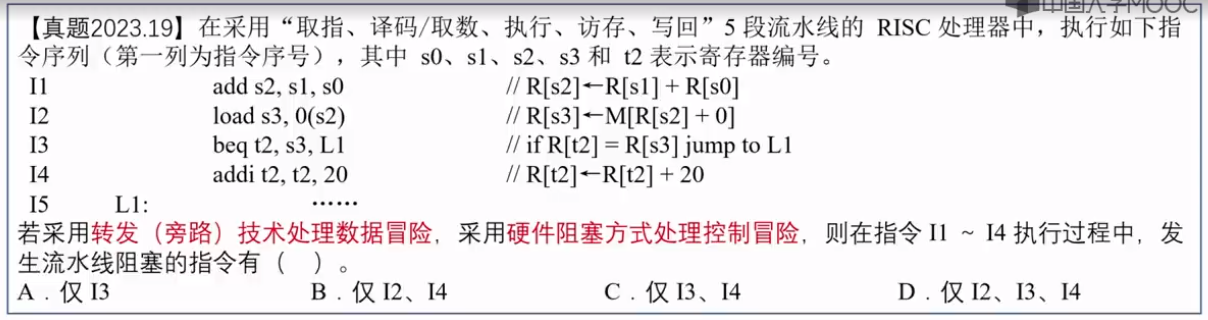 中国大学MOOC
【真题2023.19】在采用“取指、译码/取数、执行、访存、写回”5 段流水线的 RISC 处理器中，执行如下指
令序列（第一列为指令序号），其中 s0、s1、s2、s3 和 t2 表示寄存器编号。
I1 add s2, s1, s0 // R[s2]←R[s1] + R[s0]
I2 load s3, 0(s2) // R[s3]←M[R[s2] + 0]
I3 beq t2, s3, L1 // if R[t2] = R[s3] jump to L1
I4 addi t2, t2, 20 // R[t2]←R[t2] + 20
I5 L1: ……
若采用转发（旁路）技术处理数据冒险，采用硬件阻塞方式处理控制冒险，则在指令 I1 ~ I4 执行过程中，发
生流水线阻塞的指令有（ ）。
A．仅 I3 B．仅 I2、I4 C．仅 I3、I4 D．仅 I2、I3、I4